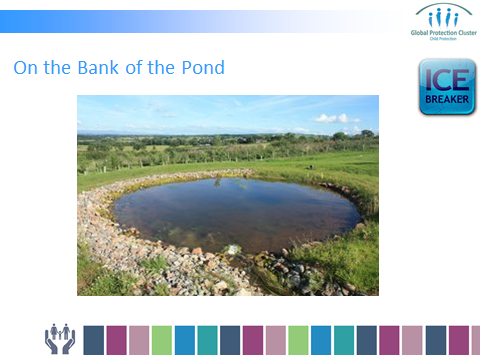 Global Protection Cluster
Child Protection
On the Bank of the Pond
ICE
BREAKER